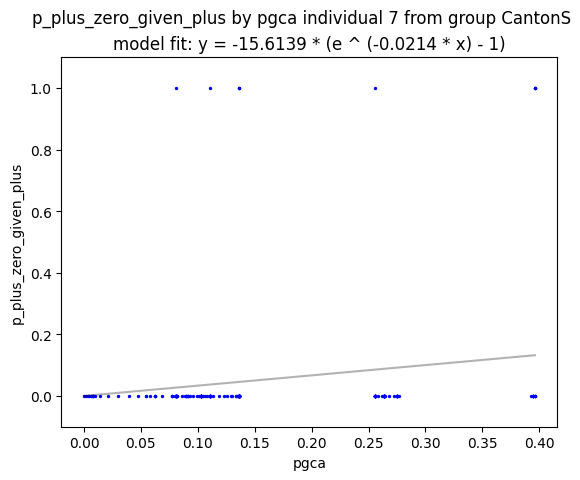 p_plus_zero_given_plus by pgca individual 7 from group CantonS
model fit: y = -15.6139 * (e ^ (-0.0214 * x) - 1)
1.0
0.8
0.6
0.4
0.2
0.0
p_plus_zero_given_plus
0.00 0.05 0.10 0.15 0.20 0.25 0.30 0.35 0.40
pgca